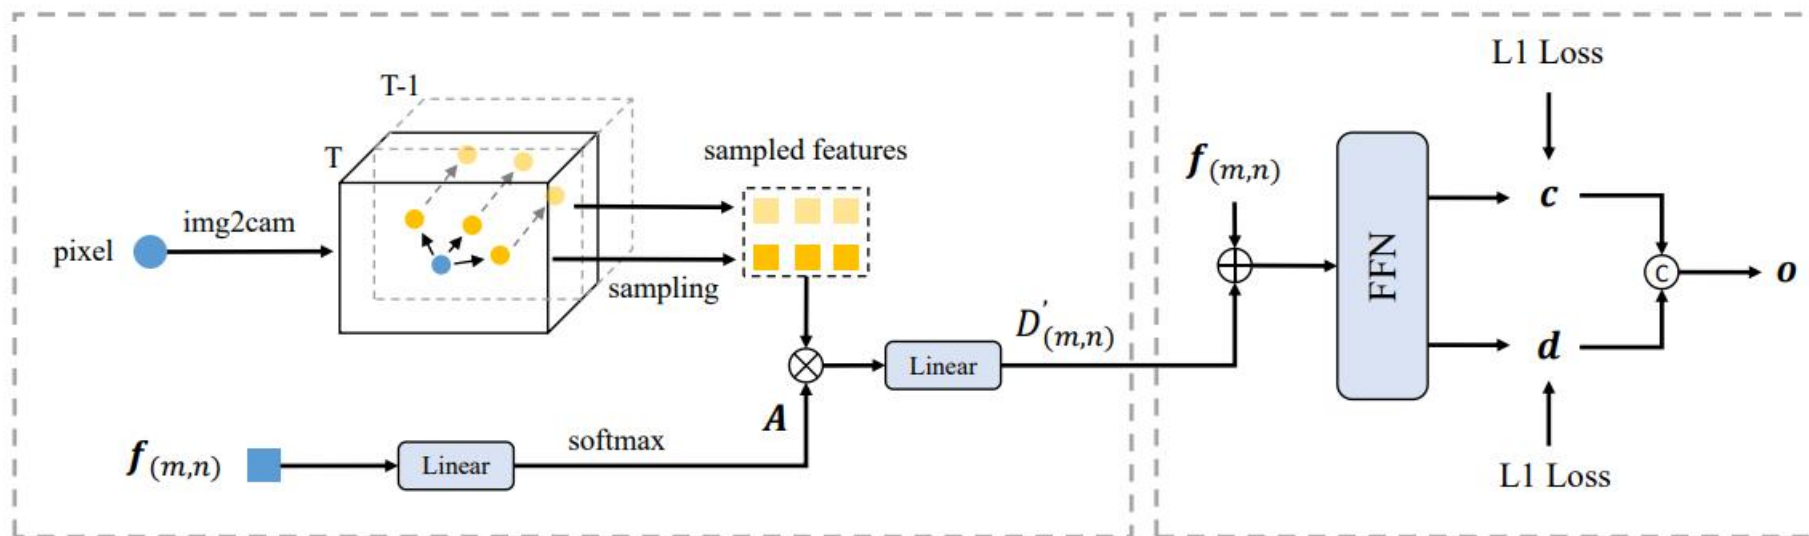 T-1
T
pixel
img2cam
sampled features
sampling
D'(m,n)
Linear
A
softmax
f(m,n)
Linear
L1 Loss
f(m,n)
c
FFN
C
o
d
L1 Loss